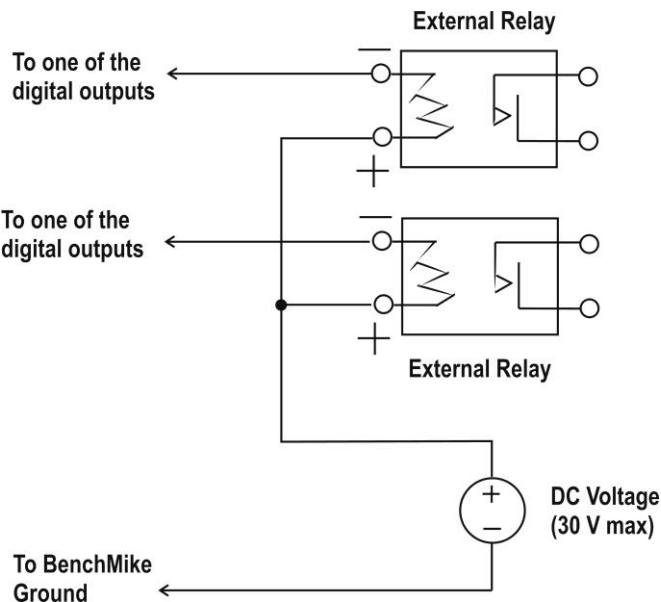 External Relay
−
To one of the
digital outputs
+
To one of the
digital outputs
−
+
External Relay
+
−
DC Voltage
(30 V max)
To BenchMike
Ground